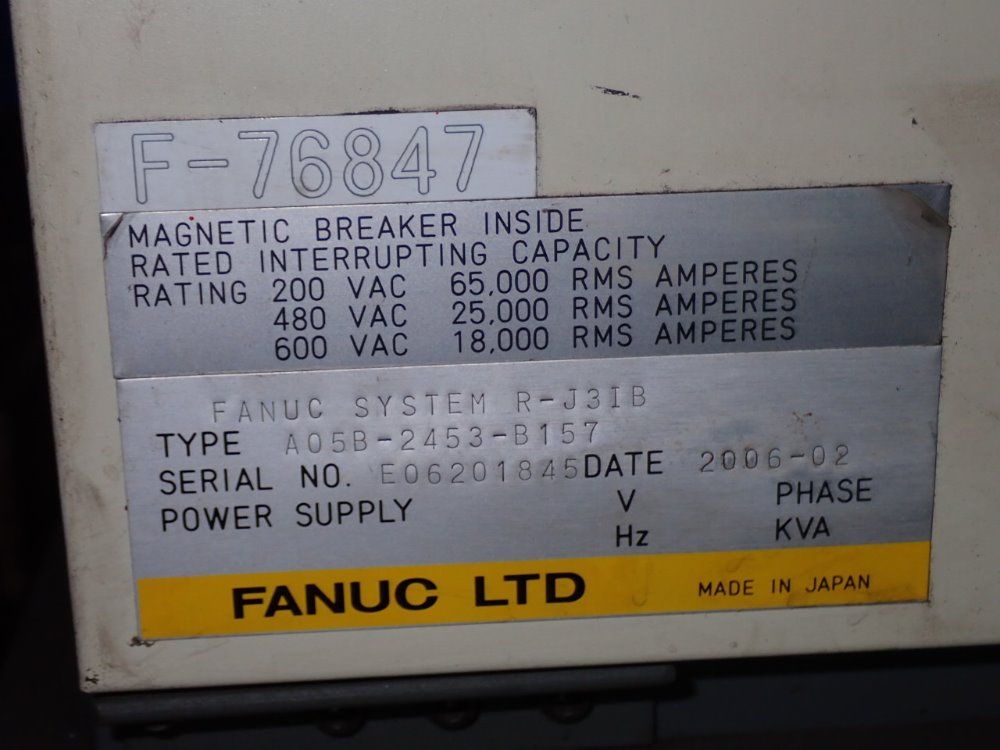 F-76847
MAGNETIC BREAKER INSIDE
RATED INTERRUPTING CAPACITY
RATING 200 VAC 65,000 RMS AMPERES
480 VAC 25,000 RMS AMPERES
600 VAC 18,000 RMS AMPERES
FANUC SYSTEM R-J3IB
TYPE A05B-2453-B157
SERIAL NO. E06201845 DATE 2006-02
POWER SUPPLY V PHASE
Hz KVA
FANUC LTD MADE IN JAPAN